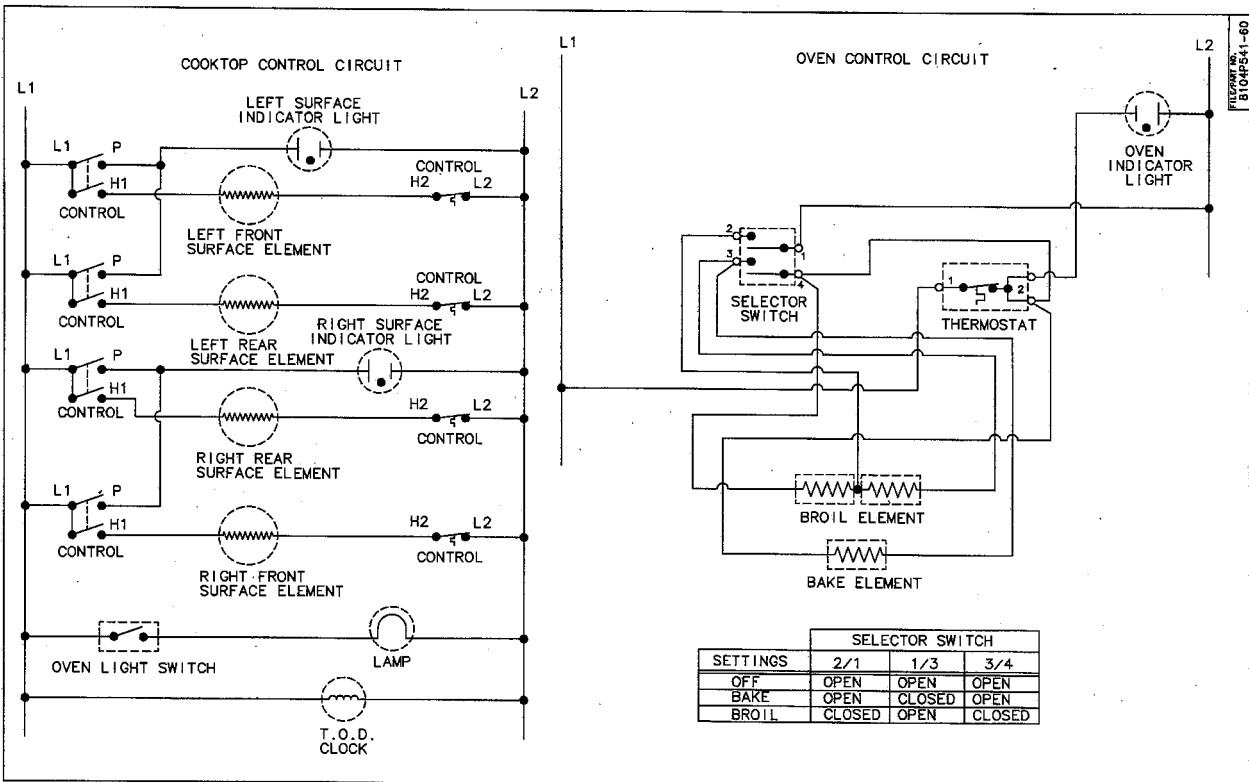 FILE/PART NO.
8104P541-60
COOKTOP CONTROL CIRCUIT
L1
L2
LEFT SURFACE
INDICATOR LIGHT
L1
P
H1
CONTROL
CONTROL
H2
L2
LEFT FRONT
SURFACE ELEMENT
L1
P
H1
CONTROL
CONTROL
H2
L2
LEFT REAR
SURFACE ELEMENT
RIGHT SURFACE
INDICATOR LIGHT
L1
P
H1
CONTROL
H2
L2
CONTROL
RIGHT REAR
SURFACE ELEMENT
L1
P
H1
CONTROL
H2
L2
CONTROL
RIGHT FRONT
SURFACE ELEMENT
OVEN LIGHT SWITCH
LAMP
T.O.D.
CLOCK
OVEN CONTROL CIRCUIT
L1
L2
OVEN
INDICATOR
LIGHT
2
1
3
4
SELECTOR
SWITCH
1
2
THERMOSTAT
BROIL ELEMENT
BAKE ELEMENT
SELECTOR SWITCH
SETTINGS 2/1 1/3 3/4
OFF OPEN OPEN OPEN
BAKE OPEN CLOSED OPEN
BROIL CLOSED OPEN CLOSED